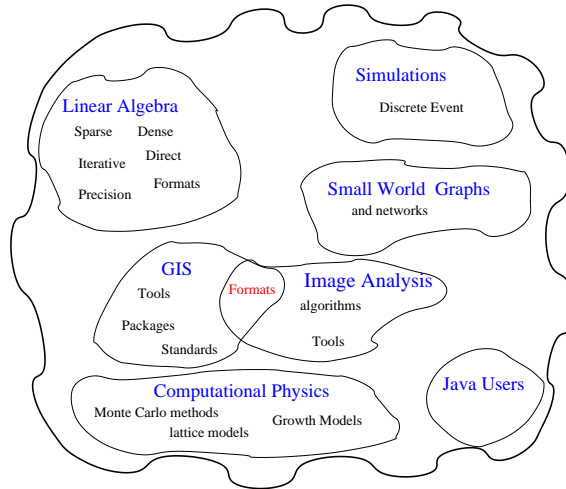 Linear Algebra
Sparse Dense
Iterative Direct
Precision Formats
Simulations
Discrete Event
Small World Graphs
and networks
GIS
Tools
Packages
Standards
Formats
Image Analysis
algorithms
Tools
Computational Physics
Monte Carlo methods
lattice models
Growth Models
Java Users